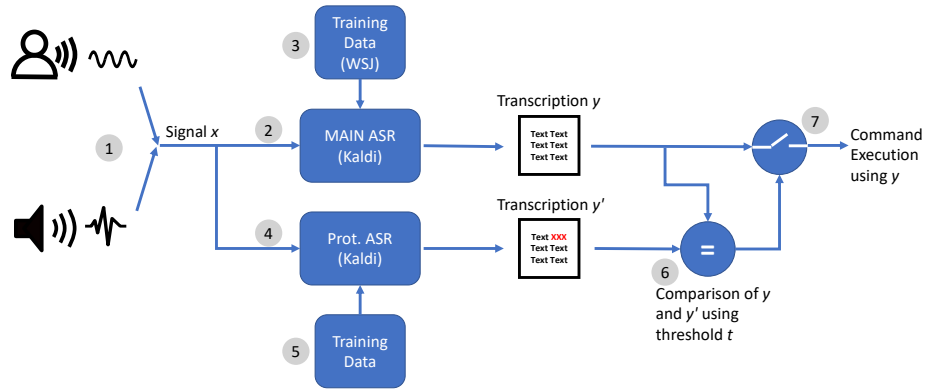 1
Signal x
2
3
Training
Data
(WSJ)
MAIN ASR
(Kaldi)
Transcription y
Text Text
Text Text
Text Text
7
Command
Execution
using y
4
Prot. ASR
(Kaldi)
Transcription y'
Text XXX
Text Text
Text Text
=
6
Comparison of y
and y' using
threshold t
5
Training
Data